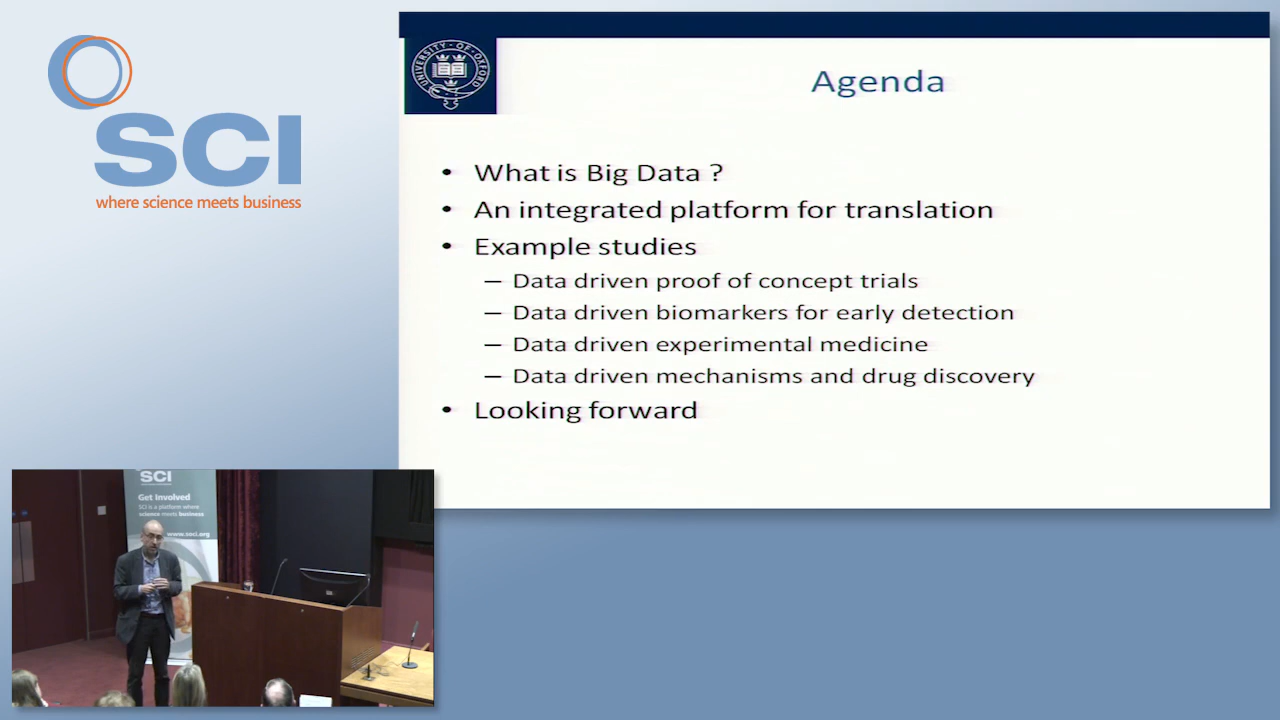 SCI
where science meets business
UNIVERSITY · OF · OXFORD
Agenda
• What is Big Data ?
• An integrated platform for translation
• Example studies
– Data driven proof of concept trials
– Data driven biomarkers for early detection
– Data driven experimental medicine
– Data driven mechanisms and drug discovery
• Looking forward
SCI
Get Involved
SCI is a platform where
science meets business
www.soci.org